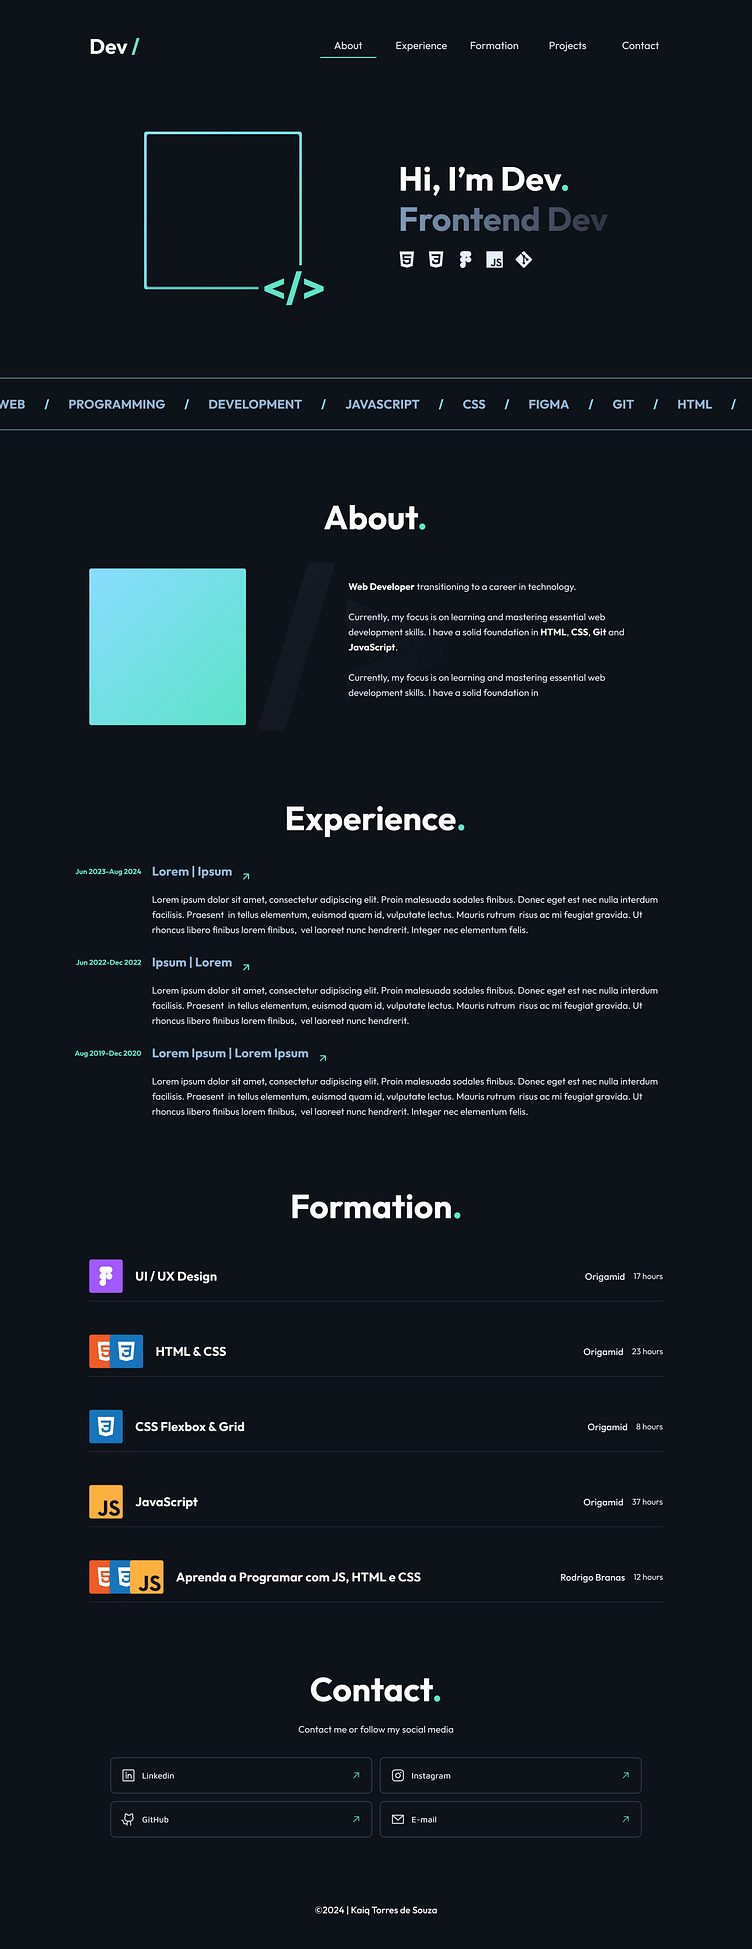 Dev /
About Experience Formation Projects Contact
Hi, I'm Dev.
Frontend Dev
JS
</>
WEB / PROGRAMMING / DEVELOPMENT / JAVASCRIPT / CSS / FIGMA / GIT / HTML /
About.
Web Developer transitioning to a career in technology.
Currently, my focus is on learning and mastering essential web
development skills. I have a solid foundation in HTML, CSS, Git and
JavaScript.
Currently, my focus is on learning and mastering essential web
development skills. I have a solid foundation in
Experience.
Jun 2023-Aug 2024 Lorem | Ipsum
Lorem ipsum dolor sit amet, consectetur adipiscing elit. Proin malesuada sodales finibus. Donec eget est nec nulla interdum
facilisis. Praesent in tellus elementum, euismod quam id, vulputate lectus. Mauris rutrum risus ac mi feugiat gravida. Ut
rhoncus libero finibus lorem finibus, vel laoreet nunc hendrerit. Integer nec elementum felis.
Jun 2022-Dec 2022 Ipsum | Lorem
Lorem ipsum dolor sit amet, consectetur adipiscing elit. Proin malesuada sodales finibus. Donec eget est nec nulla interdum
facilisis. Praesent in tellus elementum, euismod quam id, vulputate lectus. Mauris rutrum risus ac mi feugiat gravida. Ut
rhoncus libero finibus lorem finibus, vel laoreet nunc hendrerit.
Aug 2019-Dec 2020 Lorem Ipsum | Lorem Ipsum
Lorem ipsum dolor sit amet, consectetur adipiscing elit. Proin malesuada sodales finibus. Donec eget est nec nulla interdum
facilisis. Praesent in tellus elementum, euismod quam id, vulputate lectus. Mauris rutrum risus ac mi feugiat gravida. Ut
rhoncus libero finibus lorem finibus, vel laoreet nunc hendrerit. Integer nec elementum felis.
Formation.
UI / UX Design Origamid 17 hours
HTML & CSS Origamid 23 hours
CSS Flexbox & Grid Origamid 8 hours
JS JavaScript Origamid 37 hours
JS Aprenda a Programar com JS, HTML e CSS Rodrigo Branas 12 hours
Contact.
Contact me or follow my social media
Linkedin Instagram
GitHub E-mail
©2024 | Kaiq Torres de Souza